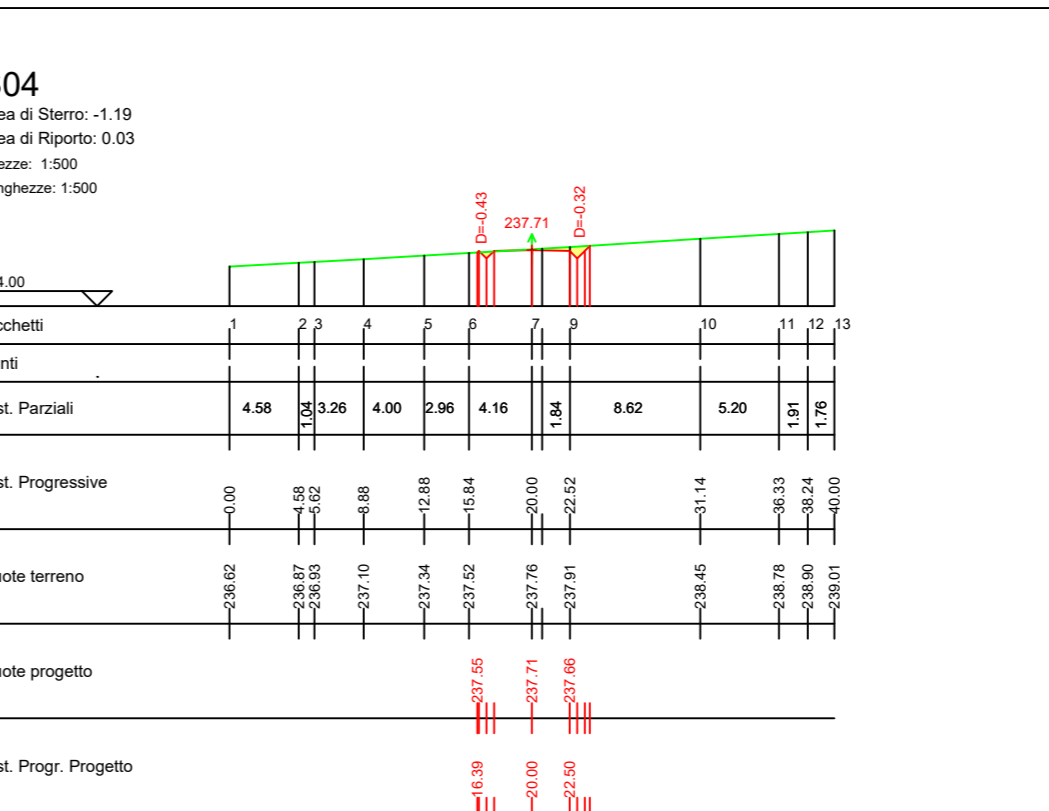 04
ea di Sterro: -1.19
ea di Riporto: 0.03
ezze: 1:500
nghezze: 1:500
D=-0.43
237.71
D=-0.32
4.00
cchetti 1 2 3 4 5 6 7 9 10 11 12 13
nti
st. Parziali 4.58 1.04 3.26 4.00 2.96 4.16 1.84 8.62 5.20 1.91 1.76
st. Progressive 0.00 4.58 5.62 8.88 12.88 15.84 20.00 22.52 31.14 36.33 38.24 40.00
uote terreno 236.62 236.87 236.93 237.10 237.34 237.52 237.76 237.91 238.45 238.78 238.90 239.01
uote progetto 237.55 237.71 237.66
st. Progr. Progetto 16.39 20.00 22.50